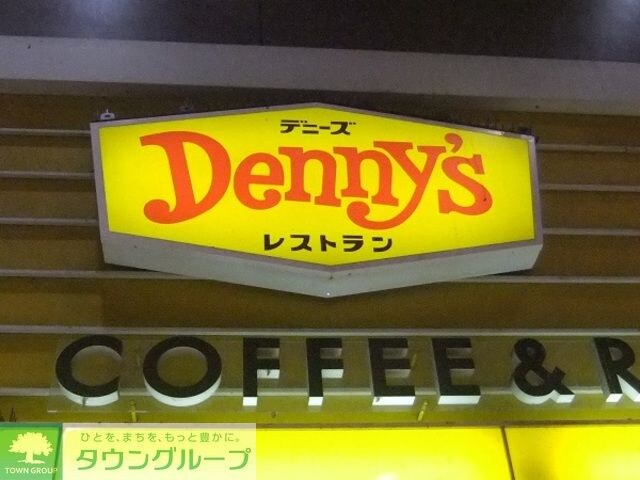 デニーズ
Denny's
レストラン
COFFEE & R
TOWN GROUP
ひとを、まちを、もっと豊かに。
タウングループ